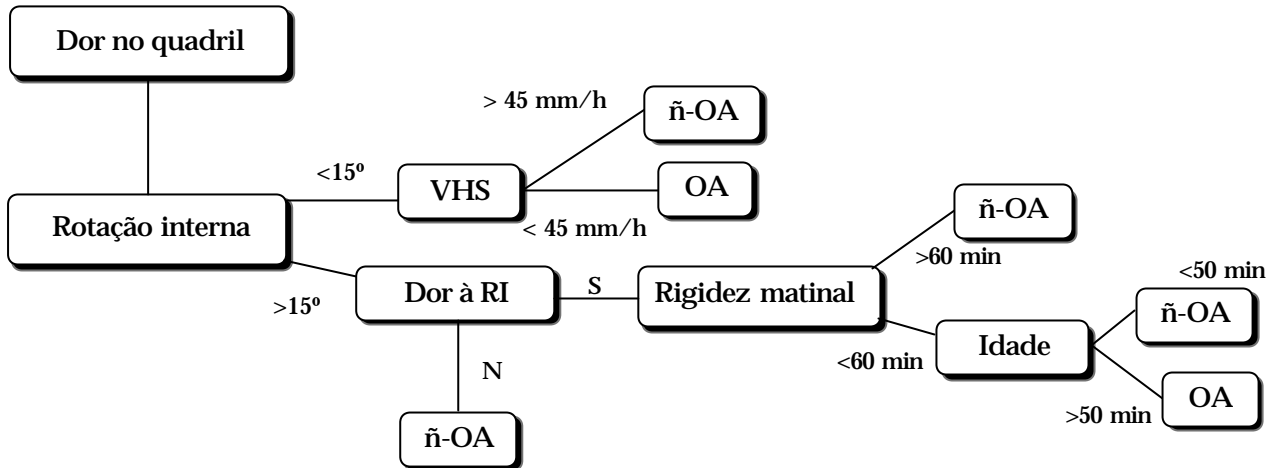 Dor no quadril
> 45 mm/h
ñ-OA
<15º
VHS
OA
< 45 mm/h
Rotação interna
ñ-OA
>60 min
>15º
Dor à RI
S
Rigidez matinal
<50 min
ñ-OA
<60 min
Idade
N
>50 min
OA
ñ-OA